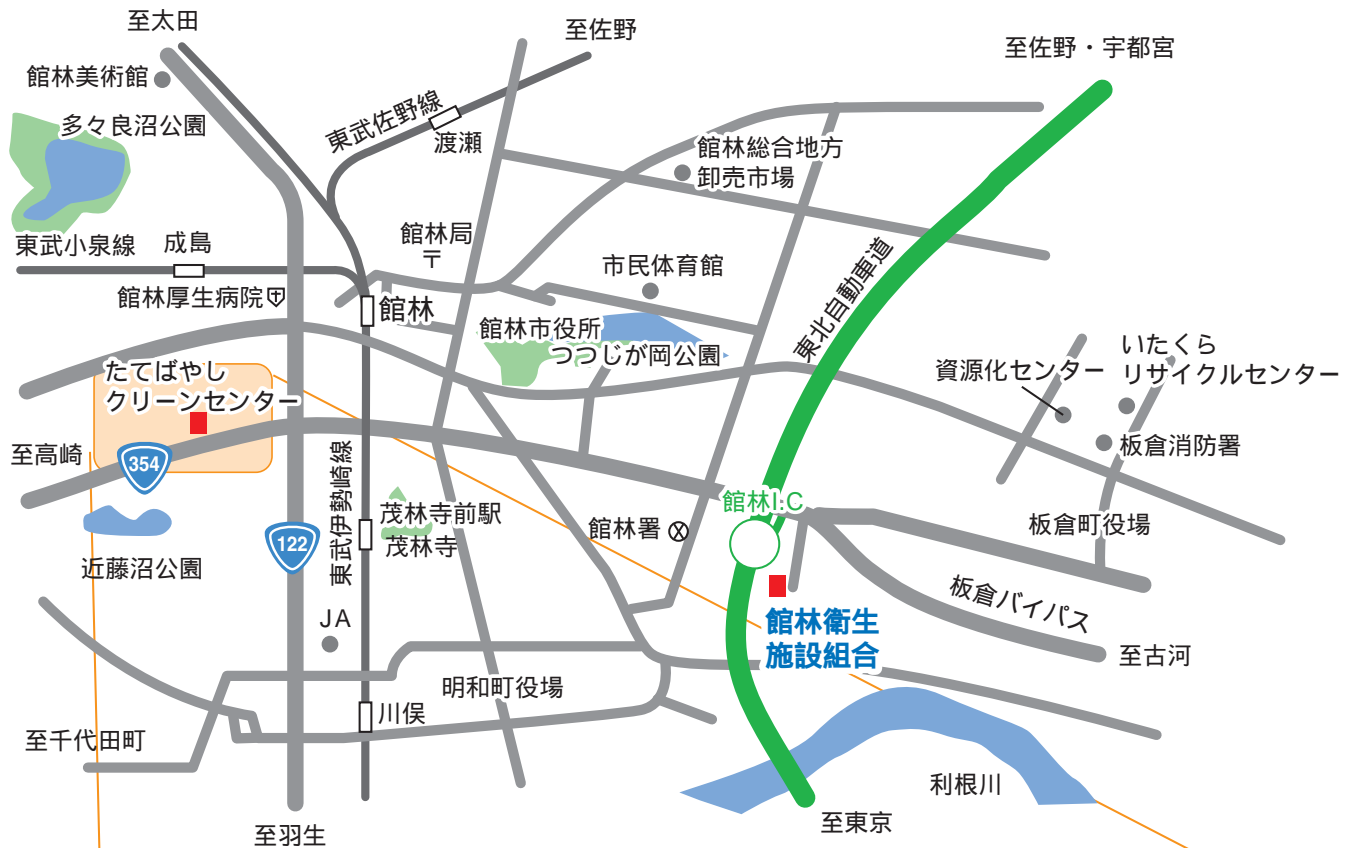 至太田
至佐野
至佐野・宇都宮
館林美術館
多々良沼公園
東武佐野線
渡瀬
館林総合地方
卸売市場
東武小泉線
成島
館林局
〒
市民体育館
館林厚生病院
館林
館林市役所
つつじが岡公園
東北自動車道
たてばやし
クリーンセンター
資源化センター
いたくら
リサイクルセンター
至高崎
354
板倉消防署
東武伊勢崎線
茂林寺前駅
茂林寺
館林署
館林I.C
板倉町役場
122
近藤沼公園
板倉バイパス
JA
館林衛生
施設組合
至古河
明和町役場
川俣
至千代田町
利根川
至東京
至羽生